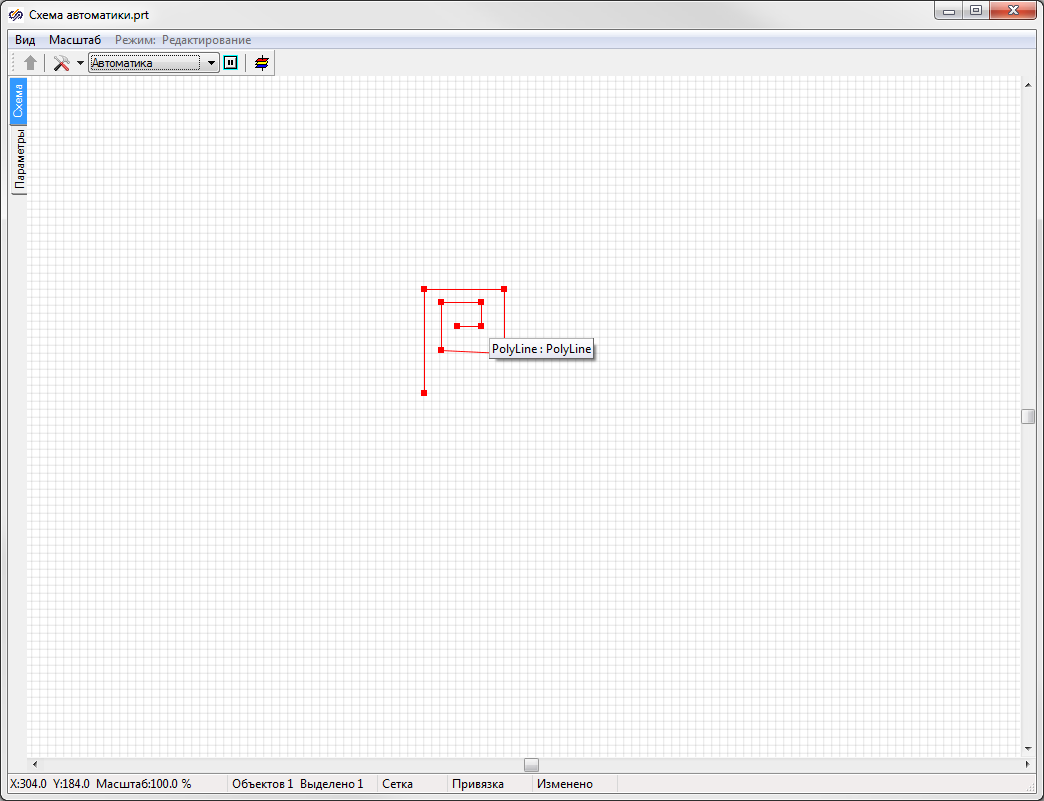 Схема автоматики.prt
Вид Масштаб Режим: Редактирование
Автоматика
Схема
Параметры
PolyLine : PolyLine
X:304.0 Y:184.0 Масштаб:100.0 % Объектов 1 Выделено 1 Сетка Привязка Изменено